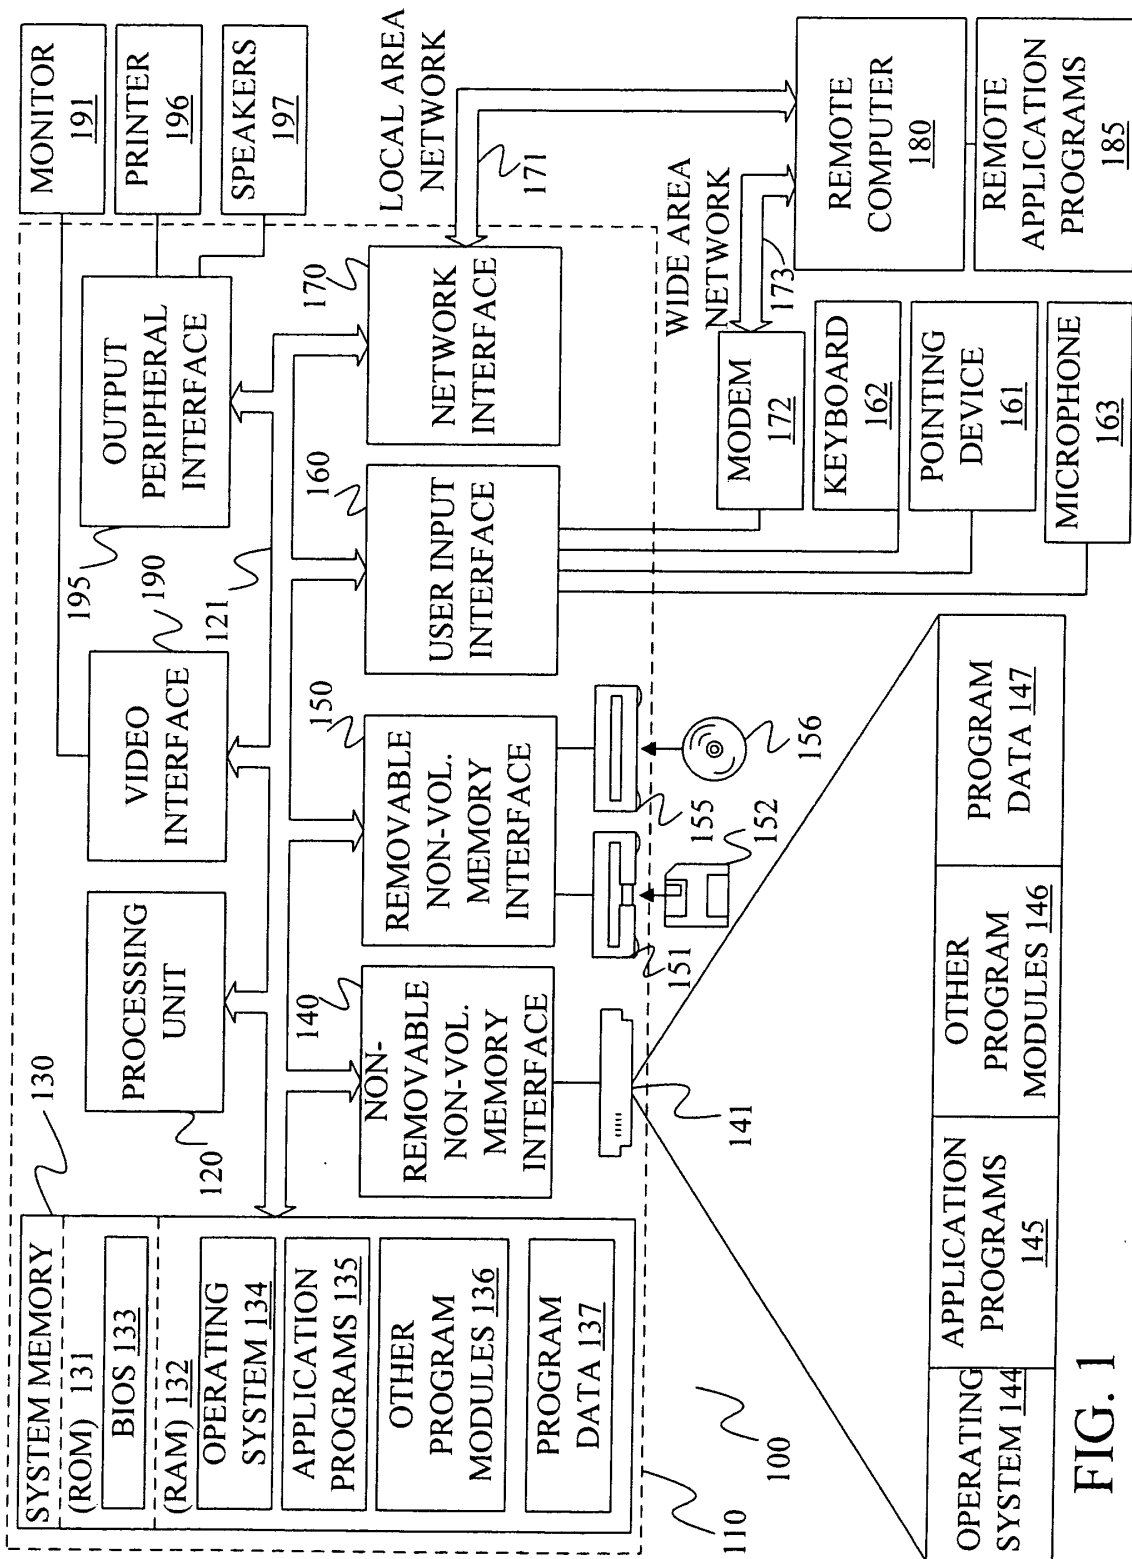 SYSTEM MEMORY
(ROM) 131
BIOS 133
(RAM) 132
OPERATING
SYSTEM 134
APPLICATION
PROGRAMS 135
OTHER
PROGRAM
MODULES 136
PROGRAM
DATA 137
130
120
PROCESSING
UNIT
VIDEO
INTERFACE
190
121
195
OUTPUT
PERIPHERAL
INTERFACE
MONITOR
191
PRINTER
196
SPEAKERS
197
140
NON-
REMOVABLE
NON-VOL.
MEMORY
INTERFACE
150
REMOVABLE
NON-VOL.
MEMORY
INTERFACE
160
USER INPUT
INTERFACE
170
NETWORK
INTERFACE
LOCAL AREA
NETWORK
171
141
151
152
155
156
WIDE AREA
NETWORK
173
MODEM
172
KEYBOARD
162
POINTING
DEVICE
161
MICROPHONE
163
REMOTE
COMPUTER
180
REMOTE
APPLICATION
PROGRAMS
185
110
100
OPERATING
SYSTEM 144
APPLICATION
PROGRAMS
145
OTHER
PROGRAM
MODULES 146
PROGRAM
DATA 147
FIG. 1